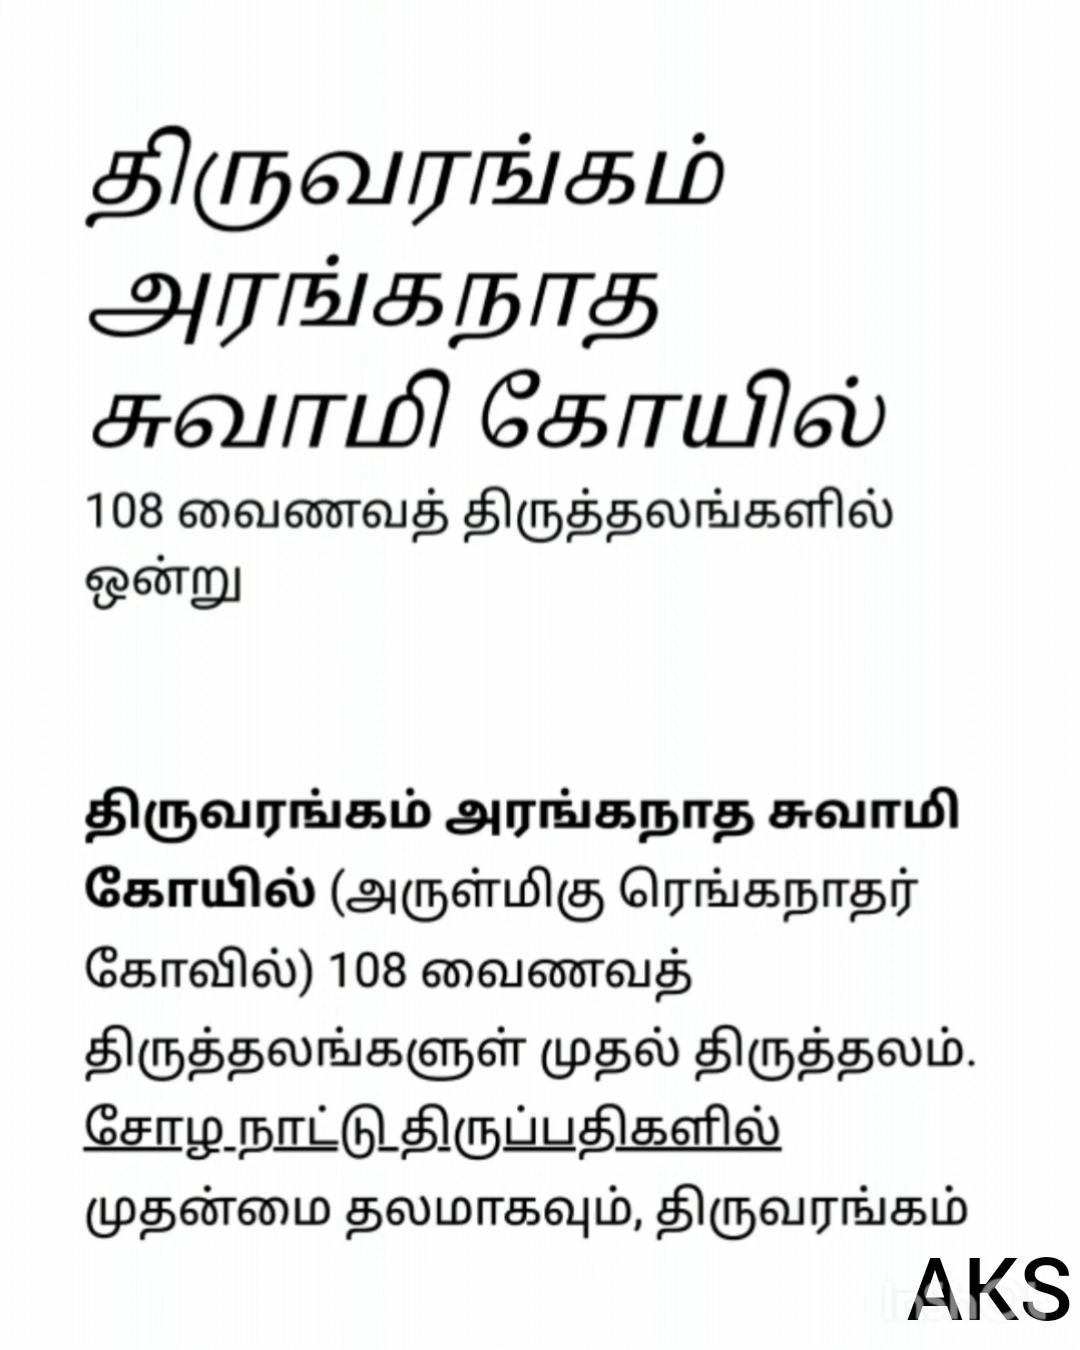 திருவரங்கம்
அரங்கநாத
சுவாமி கோயில்
108 வைணவத் திருத்தலங்களில்
ஒன்று
திருவரங்கம் அரங்கநாத சுவாமி
கோயில் (அருள்மிகு ரெங்கநாதர்
கோவில்) 108 வைணவத்
திருத்தலங்களுள் முதல் திருத்தலம்.
சோழ நாட்டு திருப்பதிகளில்
முதன்மை தலமாகவும், திருவரங்கம்
AKS